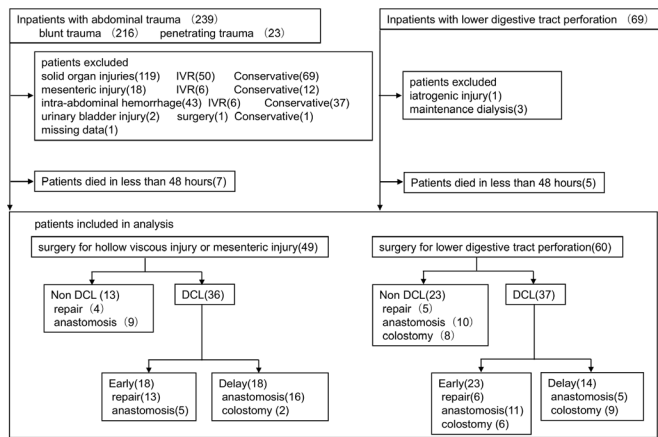 Inpatients with abdominal trauma (239)
blunt trauma (216) penetrating trauma (23)
patients excluded
solid organ injuries(119) IVR(50) Conservative(69)
mesenteric injury(18) IVR(6) Conservative(12)
intra-abdominal hemorrhage(43) IVR(6) Conservative(37)
urinary bladder injury(2) surgery(1) Conservative(1)
missing data(1)
Patients died in less than 48 hours(7)
Inpatients with lower digestive tract perforation (69)
patients excluded
iatrogenic injury(1)
maintenance dialysis(3)
Patients died in less than 48 hours(5)
patients included in analysis
surgery for hollow viscous injury or mesenteric injury(49)
Non DCL (13)
repair (4)
anastomosis (9)
DCL(36)
Early(18)
repair(13)
anastomosis(5)
Delay(18)
anastomosis(16)
colostomy (2)
surgery for lower digestive tract perforation(60)
Non DCL(23)
repair (5)
anastomosis (10)
colostomy (8)
DCL(37)
Early(23)
repair(6)
anastomosis(11)
colostomy (6)
Delay(14)
anastomosis(5)
colostomy (9)